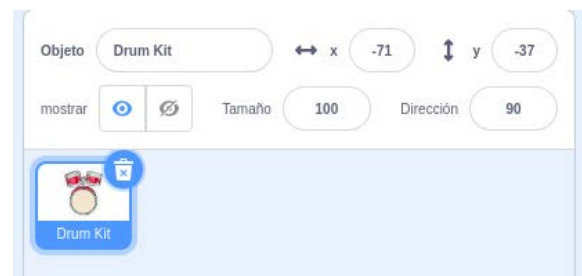 Objeto Drum Kit x -71 y -37
mostrar Tamaño 100 Dirección 90
Drum Kit